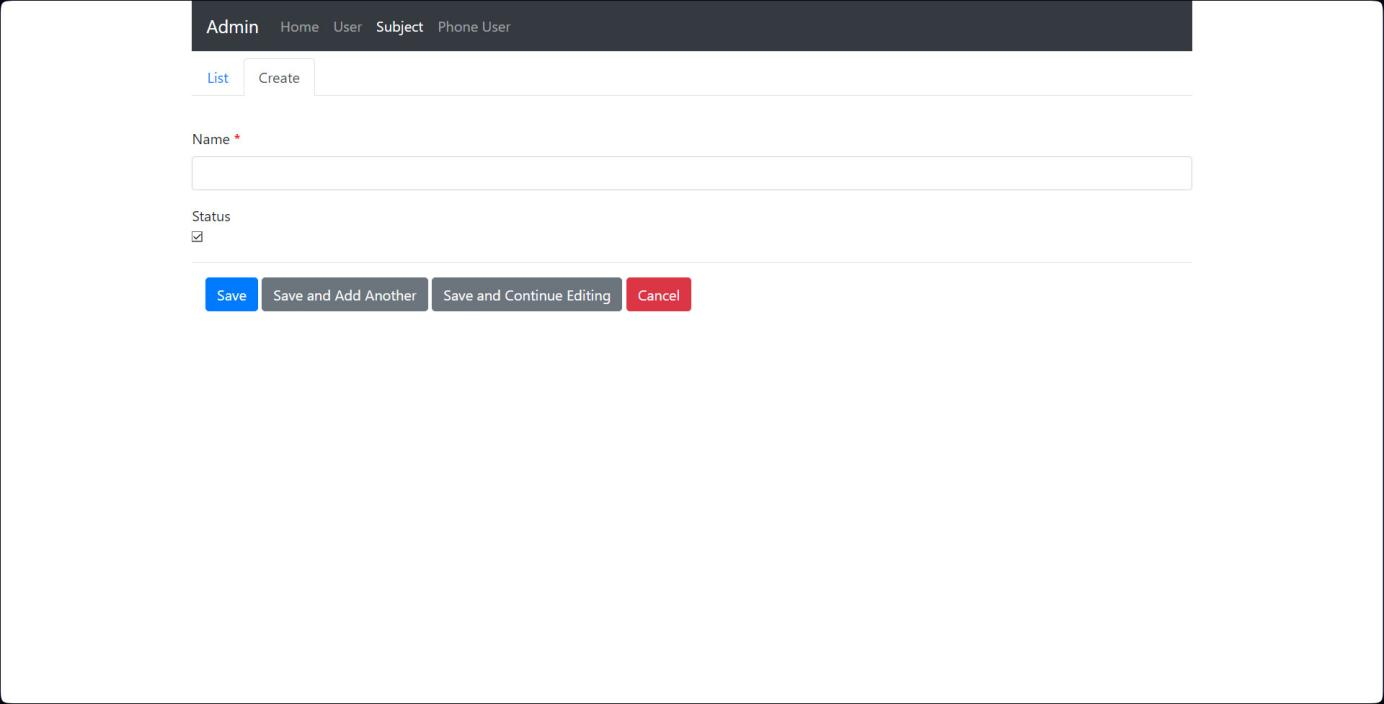 Admin Home User Subject Phone User
List Create
Name *
Status
Save Save and Add Another Save and Continue Editing Cancel